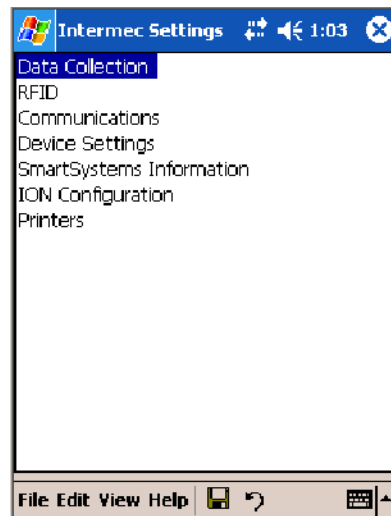 Intermec Settings 1:03
Data Collection
RFID
Communications
Device Settings
SmartSystems Information
ION Configuration
Printers
File Edit View Help